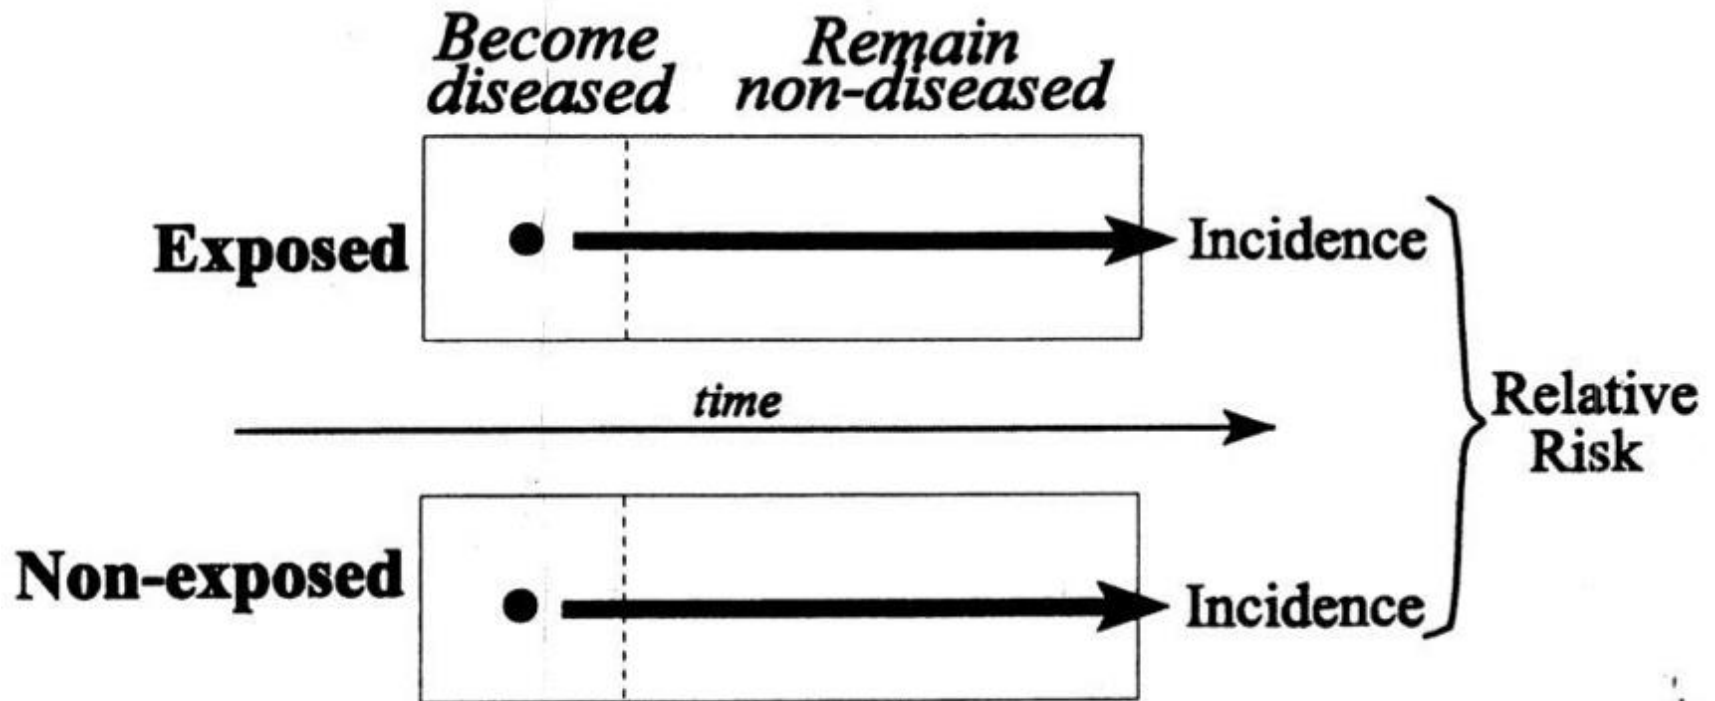 Become
diseased
Remain
non-diseased
Exposed
Incidence
time
Relative
Risk
Non-exposed
Incidence